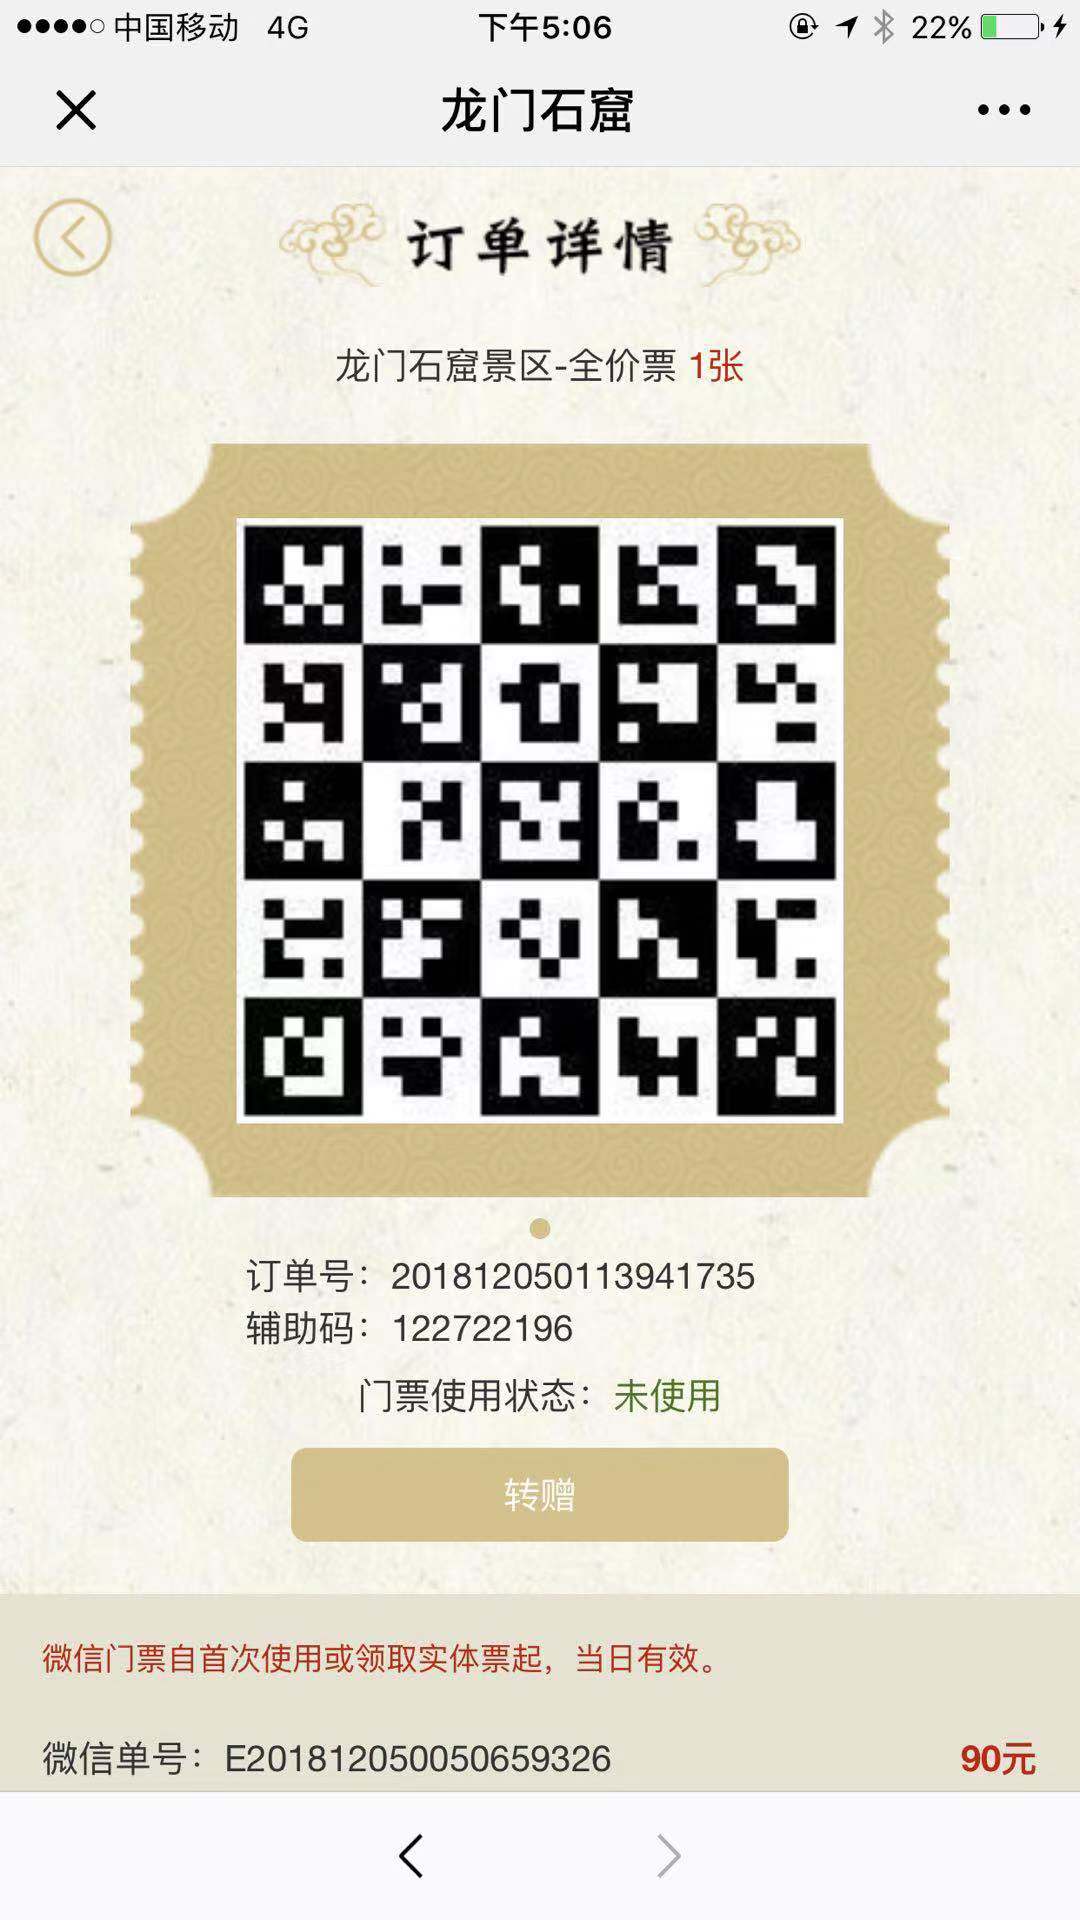 中国移动 4G 下午5:06 22%
龙门石窟
订单详情
龙门石窟景区-全价票 1张
订单号：201812050113941735
辅助码：122722196
门票使用状态：未使用
转赠
微信门票自首次使用或领取实体票起，当日有效。
微信单号：E201812050050659326 90元